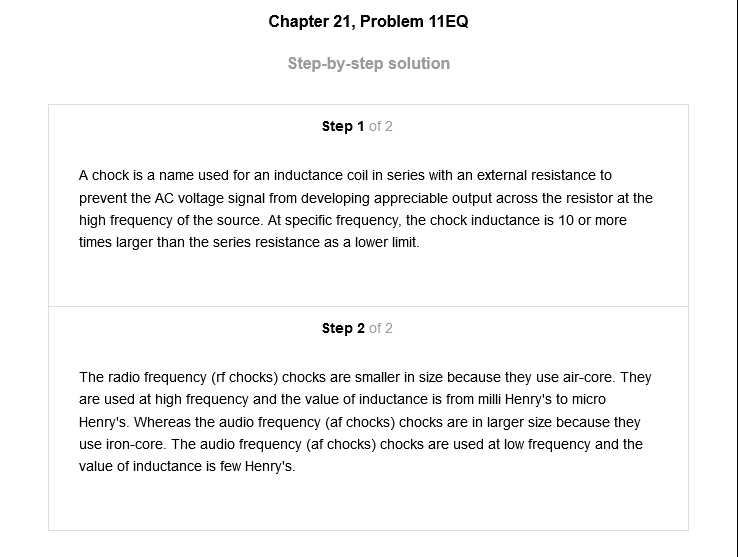 Chapter 21, Problem 11EQ
Step-by-step solution
Step 1 of 2
A chock is a name used for an inductance coil in series with an external resistance to
prevent the AC voltage signal from developing appreciable output across the resistor at the
high frequency of the source. At specific frequency, the chock inductance is 10 or more
times larger than the series resistance as a lower limit.
Step 2 of 2
The radio frequency (rf chocks) chocks are smaller in size because they use air-core. They
are used at high frequency and the value of inductance is from milli Henry's to micro
Henry's. Whereas the audio frequency (af chocks) chocks are in larger size because they
use iron-core. The audio frequency (af chocks) chocks are used at low frequency and the
value of inductance is few Henry's.